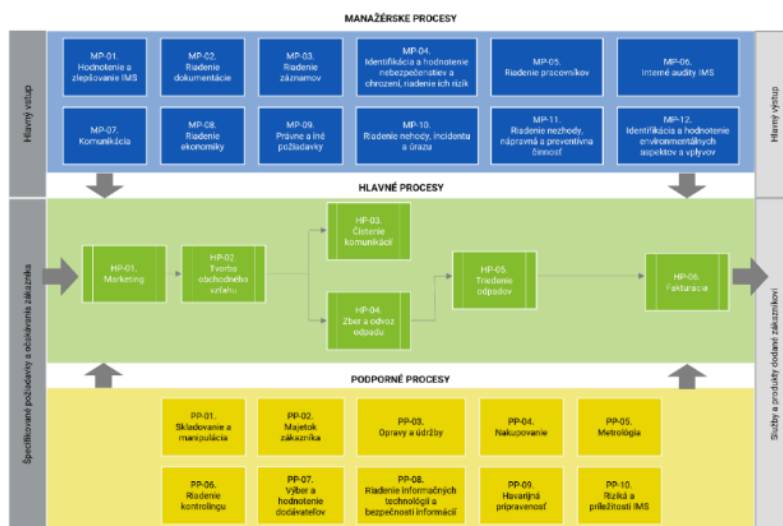 MANAŽÉRSKE PROCESY
Hlavný vstup
MP-01.
Hodnotenie a
zlepšovanie IMS
MP-02.
Riadenie
dokumentácie
MP-03.
Riadenie
záznamov
MP-04.
Identifikácia a hodnotenie
nebezpečenstiev a
ohrození, riadenie ich rizík
MP-05.
Riadenie pracovníkov
MP-06.
Interné audity IMS
Hlavný výstup
MP-07.
Komunikácia
MP-08.
Riadenie
ekonomiky
MP-09.
Právne a iné
požiadavky
MP-10.
Riadenie nehody, incidentu
a úrazu
MP-11.
Riadenie nezhody,
nápravná a preventívna
činnosť
MP-12.
Identifikácia a hodnotenie
environmentálnych
aspektov a vplyvov
HLAVNÉ PROCESY
Špecifikované požiadavky a očakávania zákazníka
HP-01.
Marketing
HP-02.
Tvorba
obchodného
vzťahu
HP-03.
Čistenie
komunikácií
HP-04.
Zber a odvoz
odpadu
HP-05.
Triedenie
odpadov
HP-06.
Fakturácia
Služby a produkty dodané zákazníkovi
PODPORNÉ PROCESY
PP-01.
Skladovanie a
manipulácia
PP-02.
Majetok
zákazníka
PP-03.
Opravy a údržby
PP-04.
Nakupovanie
PP-05.
Metrológia
PP-06.
Riadenie
kontrolingu
PP-07.
Výber a
hodnotenie
dodávateľov
PP-08.
Riadenie informačných
technológií a
bezpečnosti informácií
PP-09.
Havarijná
pripravenosť
PP-10.
Riziká a
príležitosti IMS